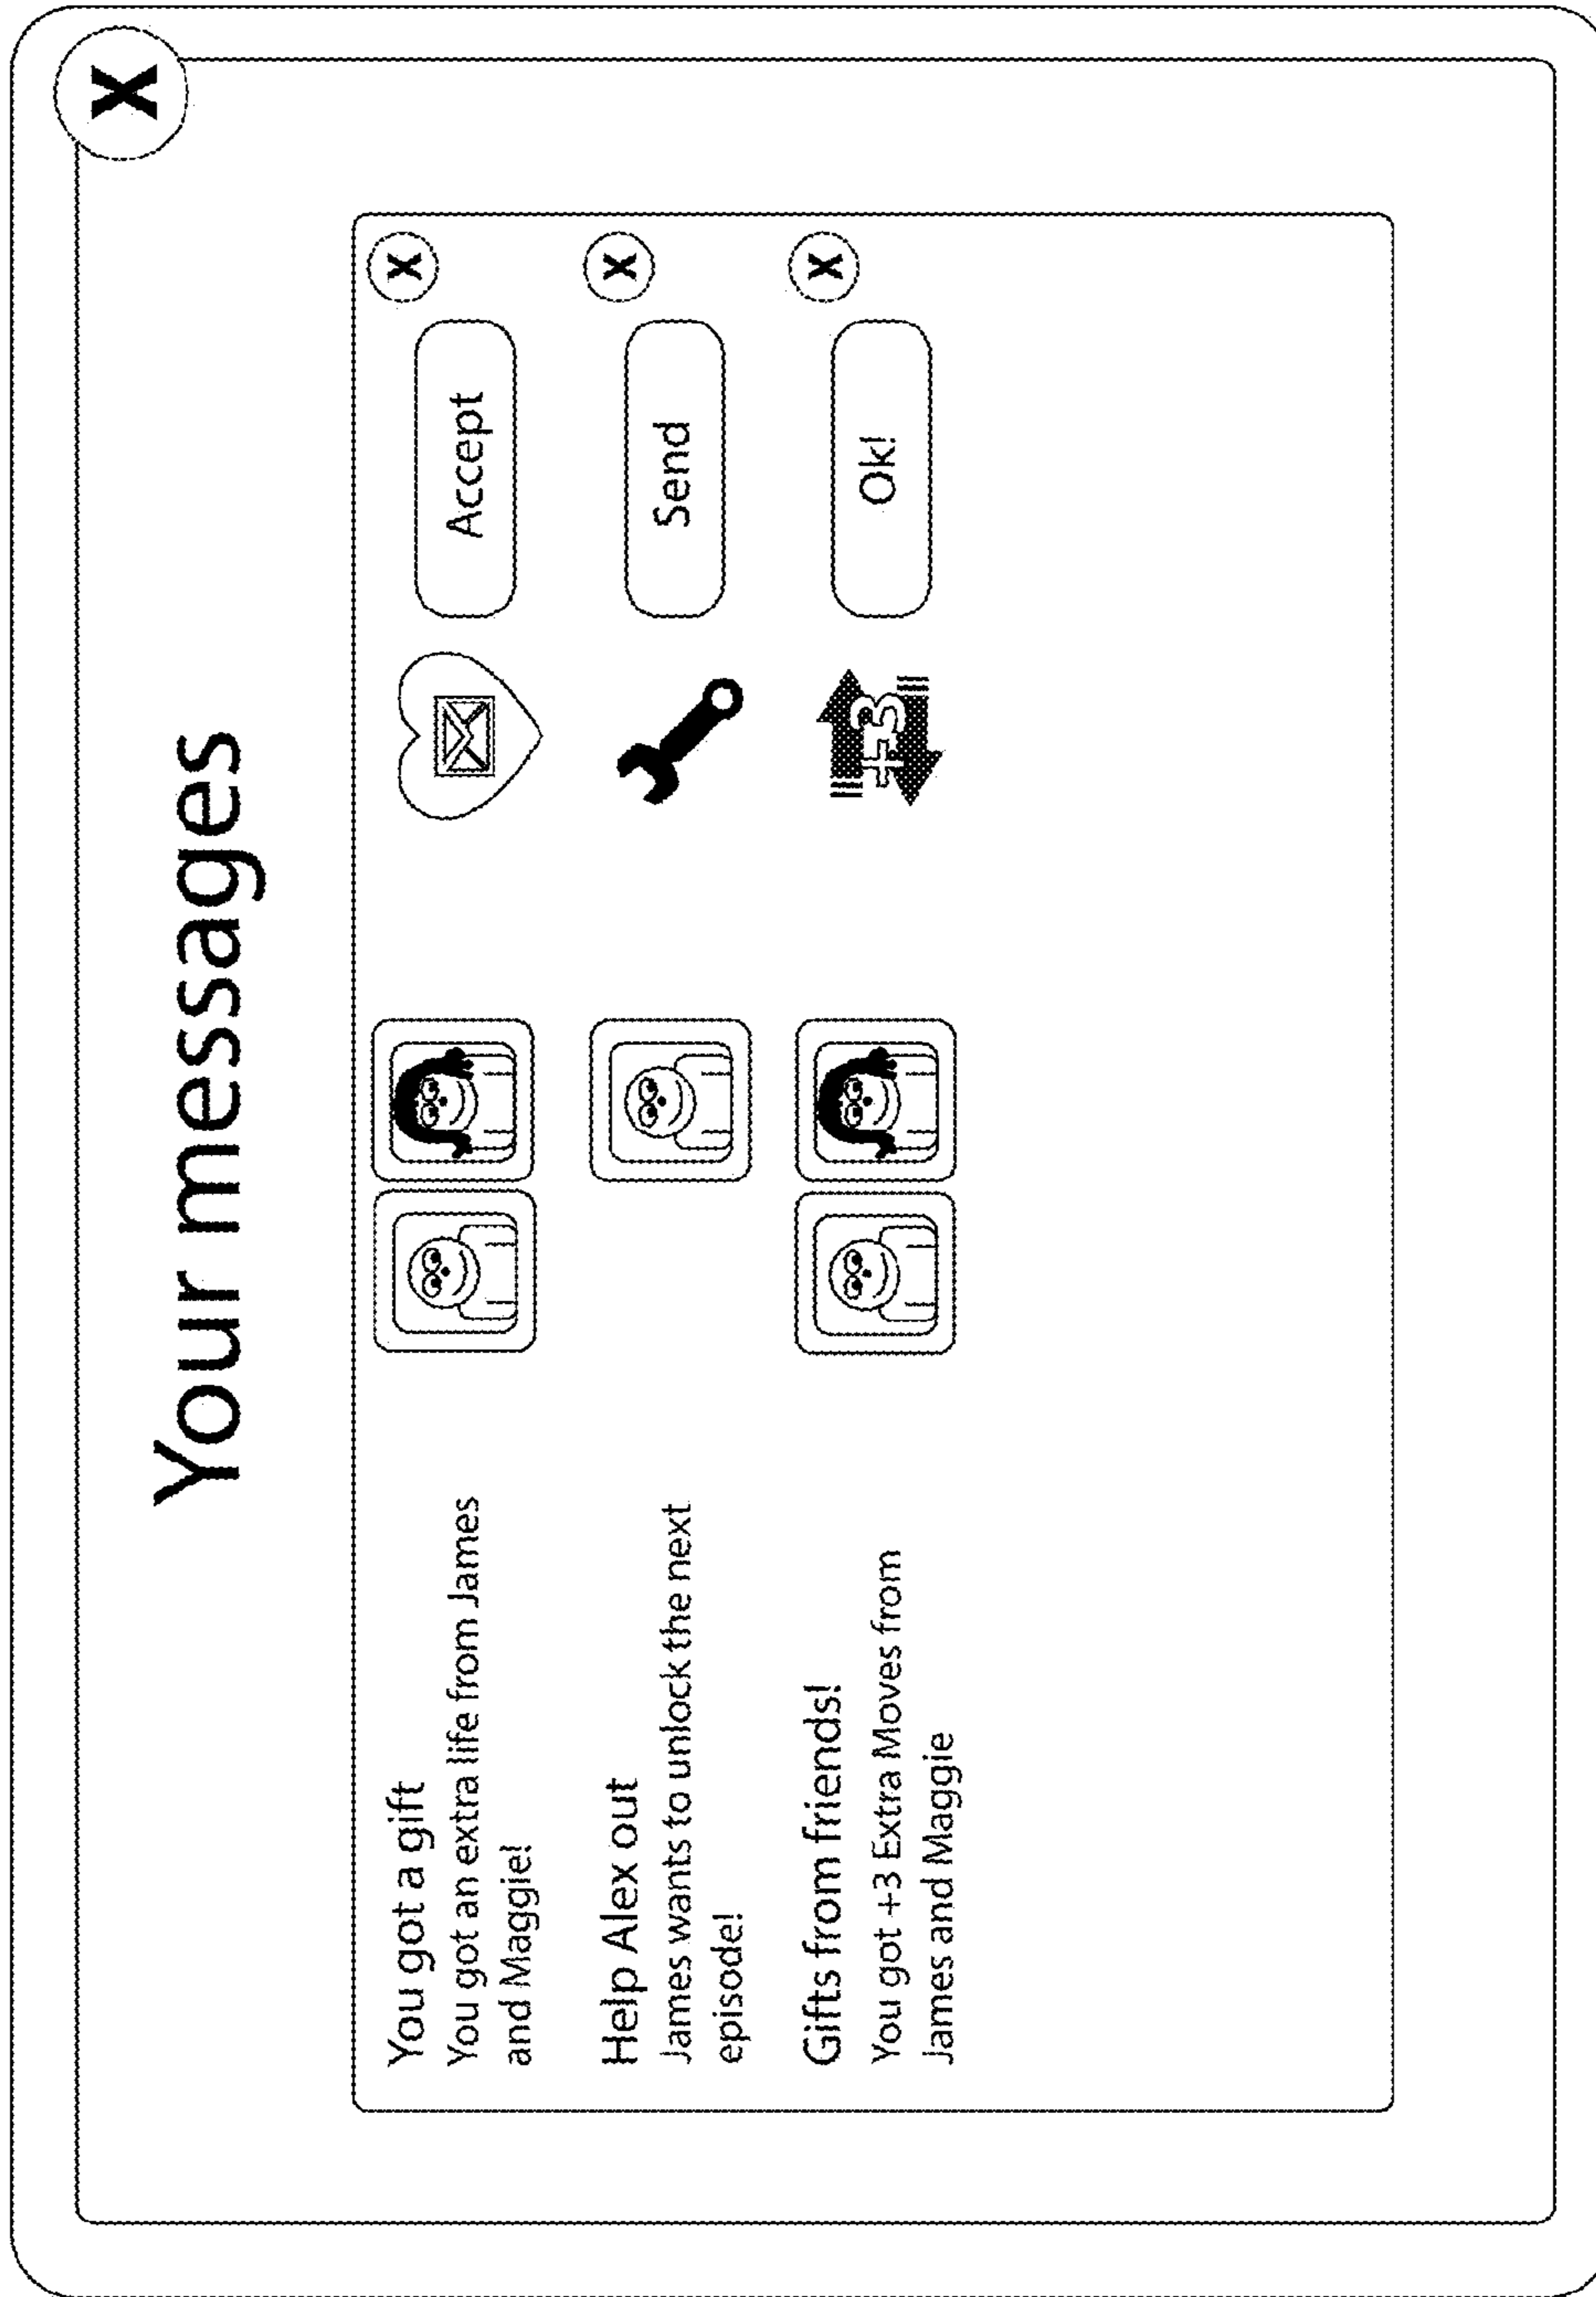 X
Your messages
You got a gift
You got an extra life from James
and Maggie!
Accept
X
Help Alex out
James wants to unlock the next
episode!
Send
X
Gifts from friends!
You got +3 Extra Moves from
James and Maggie
+3
Ok!
X